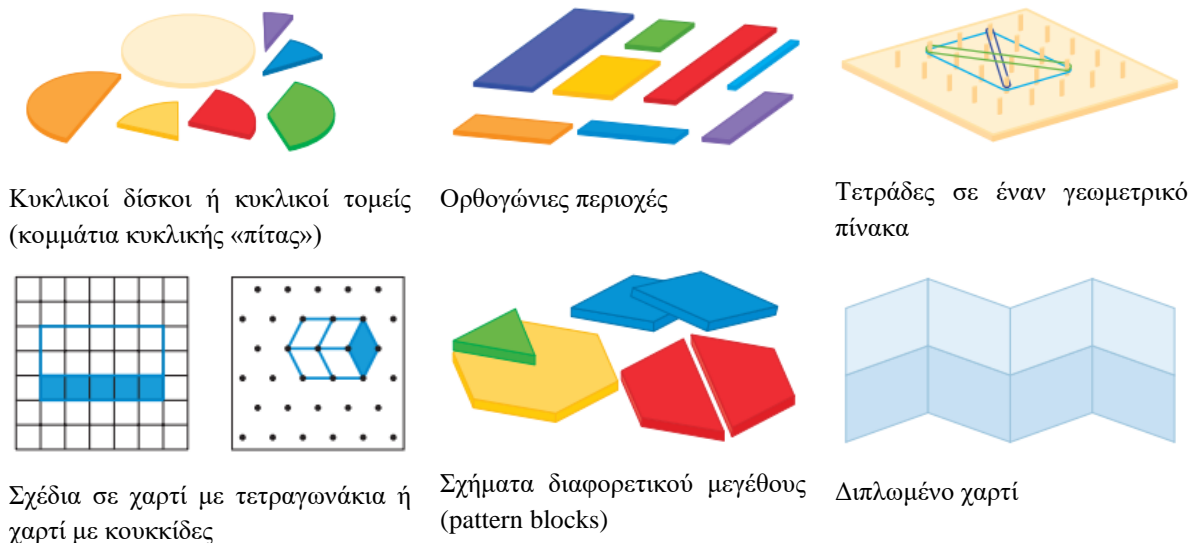 Κυκλικοί δίσκοι ή κυκλικοί τομείς
(κομμάτια κυκλικής «πίτας»)
Ορθογώνιες περιοχές
Τετράδες σε έναν γεωμετρικό
πίνακα
Σχέδια σε χαρτί με τετραγωνάκια ή
χαρτί με κουκκίδες
Σχήματα διαφορετικού μεγέθους
(pattern blocks)
Διπλωμένο χαρτί